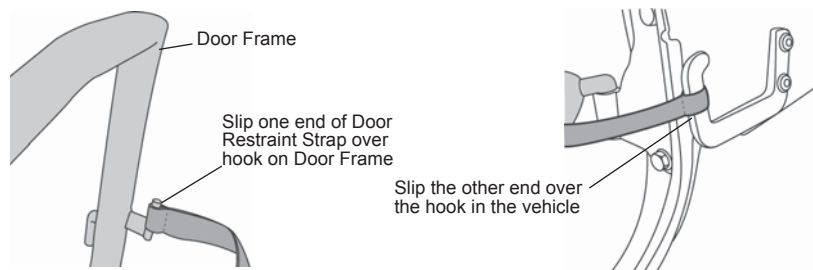 Door Frame
Slip one end of Door
Restraint Strap over
hook on Door Frame
Slip the other end over
the hook in the vehicle